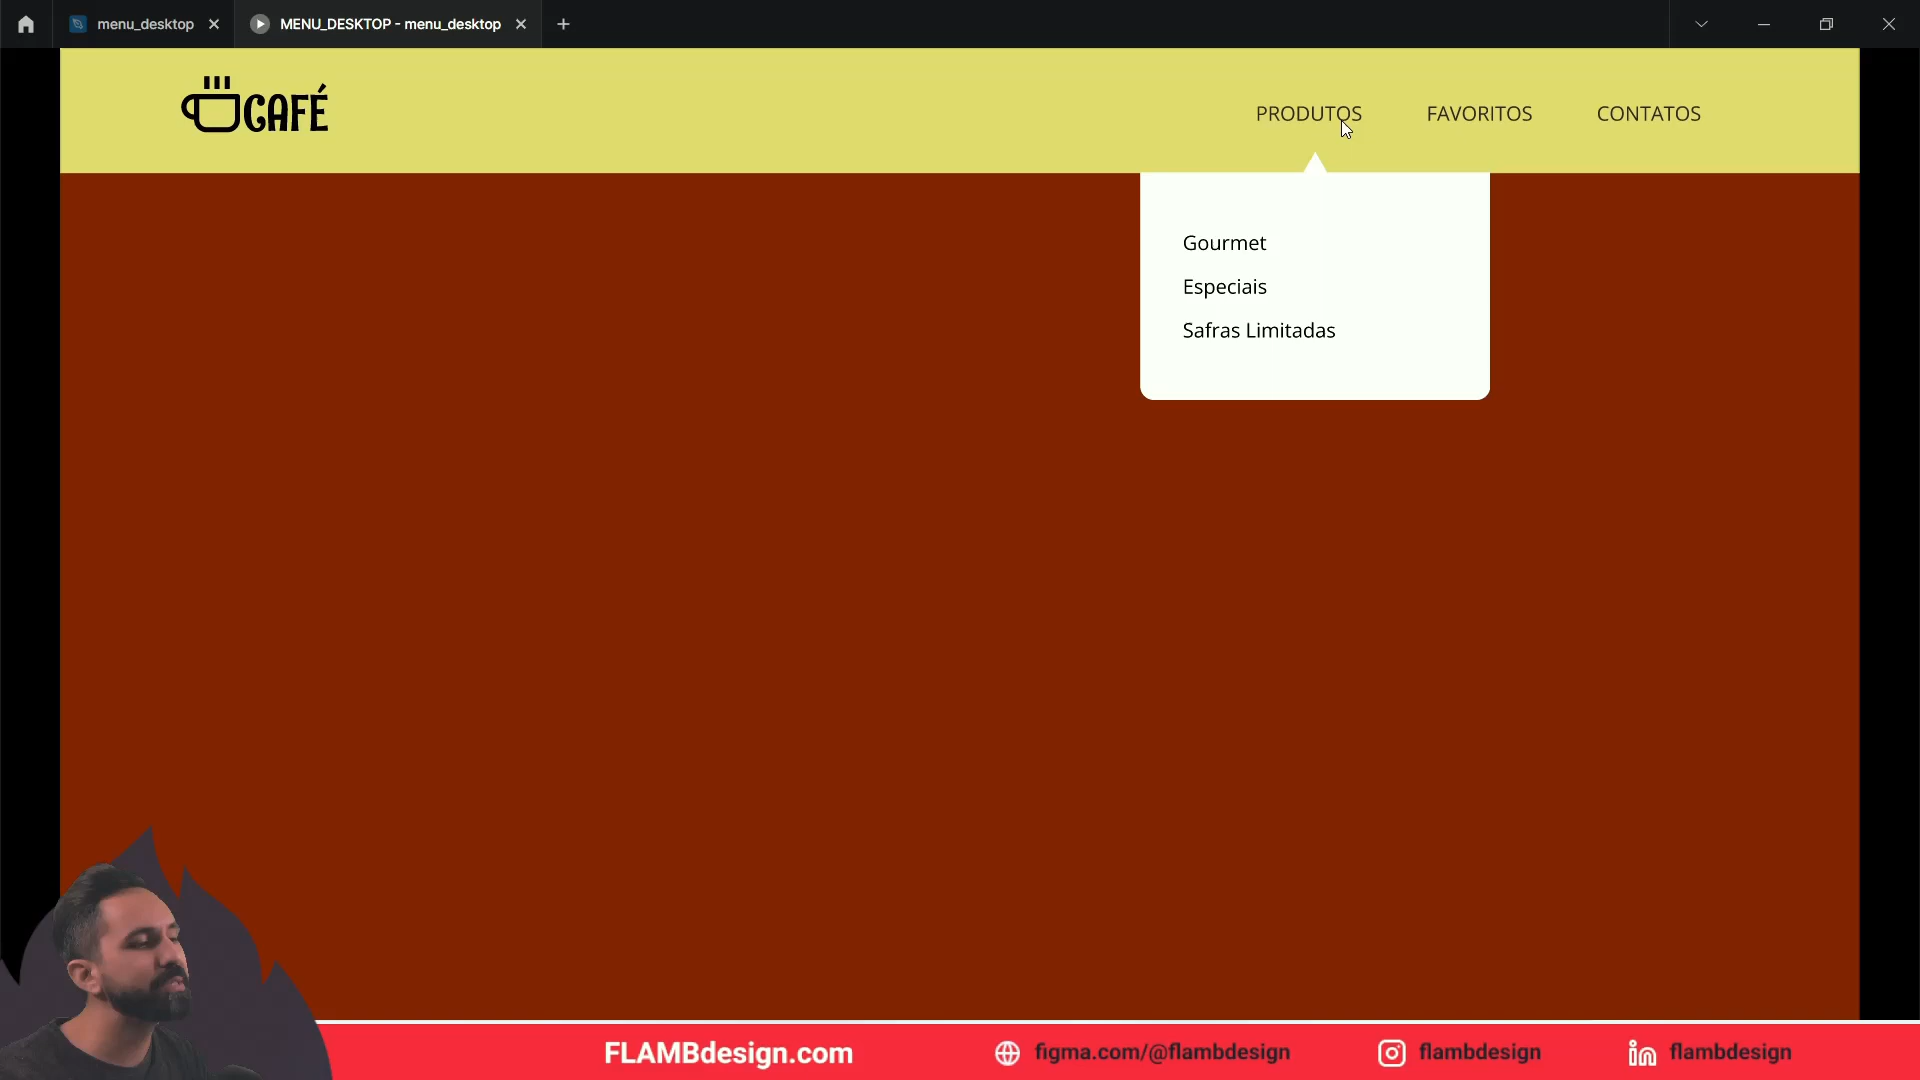 menu_desktop
MENU_DESKTOP - menu_desktop
CAFÉ
PRODUTOS
FAVORITOS
CONTATOS
Gourmet
Especiais
Safras Limitadas
FLAMBdesign.com
figma.com/@flambdesign
flambdesign
flambdesign